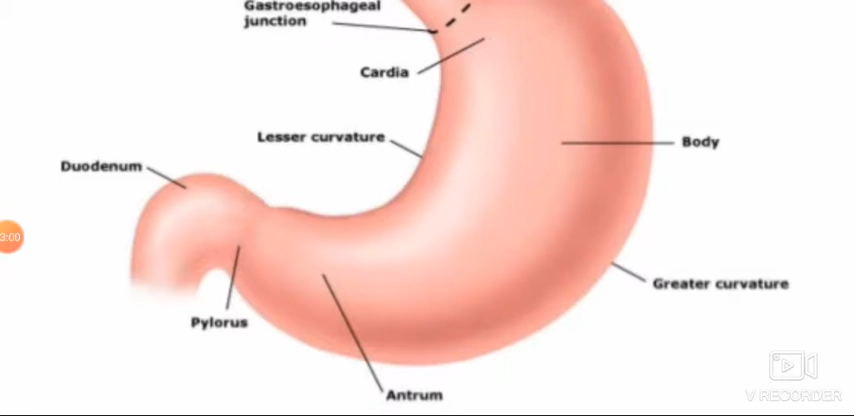 Gastroesophageal
junction
Cardia
Lesser curvature
Body
Duodenum
3:00
Greater curvature
Pylorus
V RECORDER
Antrum